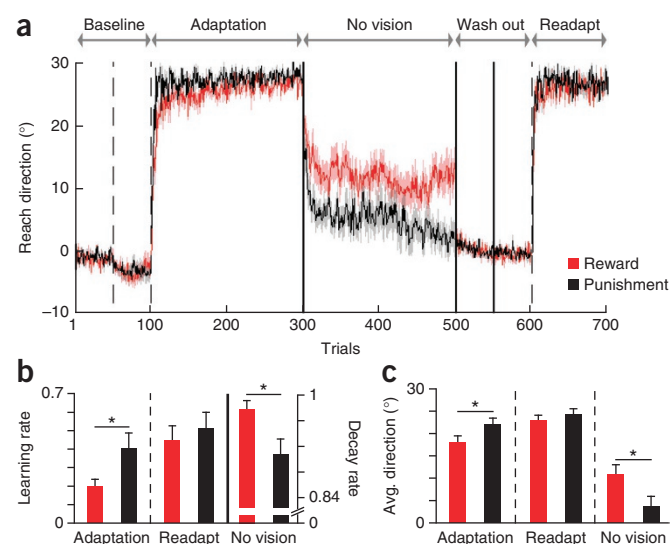 a
Baseline Adaptation No vision Wash out Readapt
30
20
10
0
–10
Reach direction (°)
1 100 300 400 500 600 700
Trials
Reward
Punishment
b
0.7
0
Learning rate
* *
1
0.84
0
Decay rate
Adaptation Readapt No vision
c
30
0
Avg. direction (°)
* *
Adaptation Readapt No vision